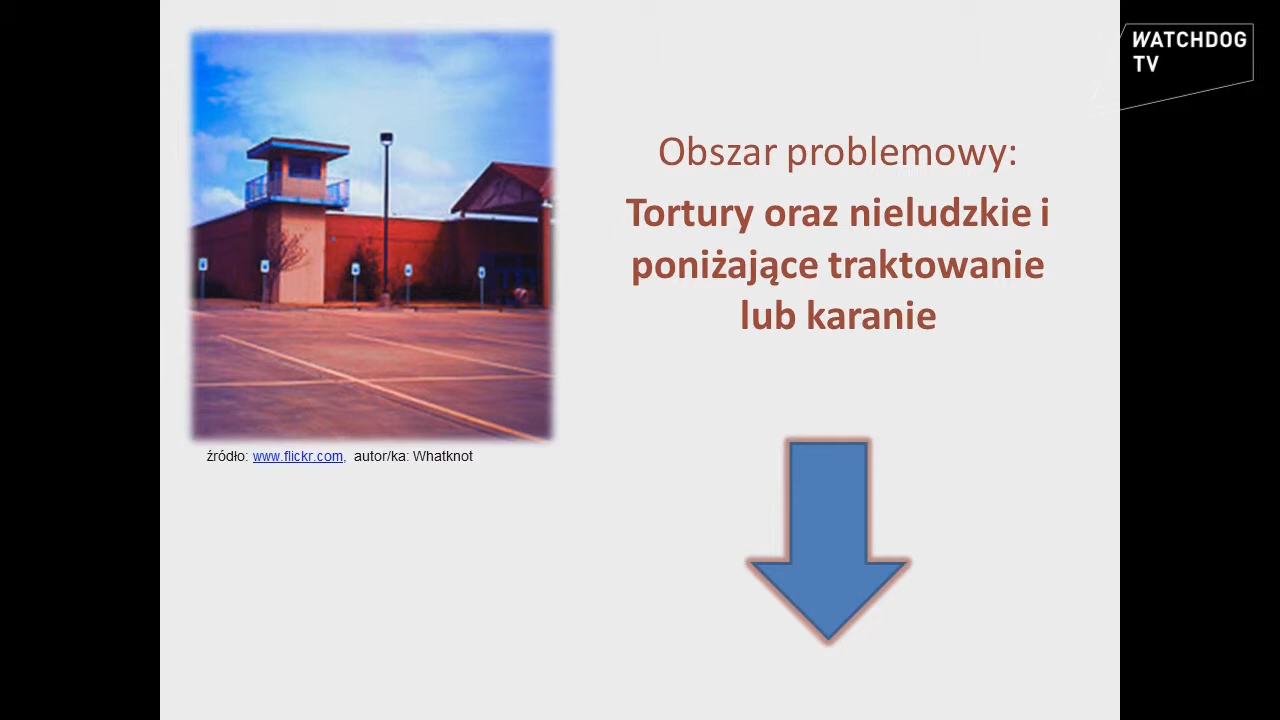 WATCHDOG
TV
Obszar problemowy:
Tortury oraz nieludzkie i
poniżające traktowanie
lub karanie
źródło: www.flickr.com, autor/ka: Whatknot